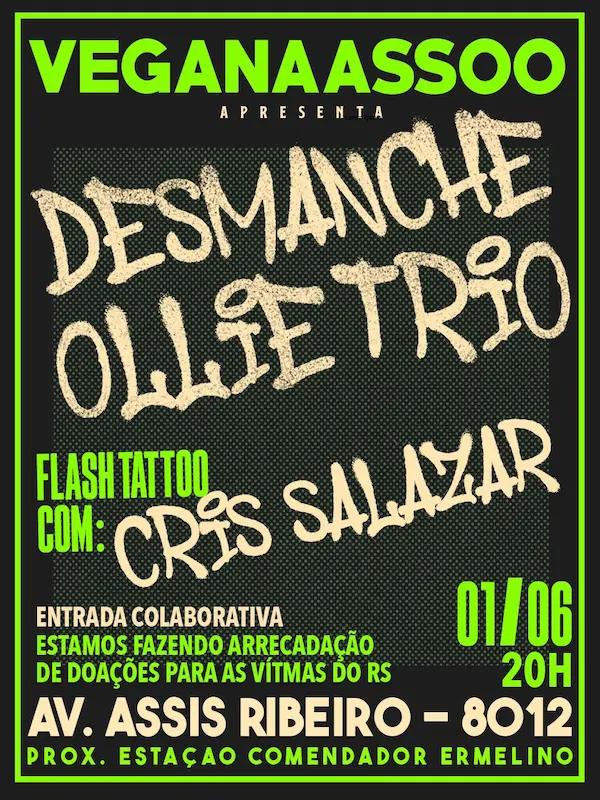 VEGANAASSOO
APRESENTA
DESMANCHE
OLLIE TRIO
FLASH TATTOO
COM: CRIS SALAZAR
ENTRADA COLABORATIVA
ESTAMOS FAZENDO ARRECADAÇÃO
DE DOAÇÕES PARA AS VÍTMAS DO RS
01/06
20H
AV. ASSIS RIBEIRO – 8012
PROX. ESTAÇAO COMENDADOR ERMELINO